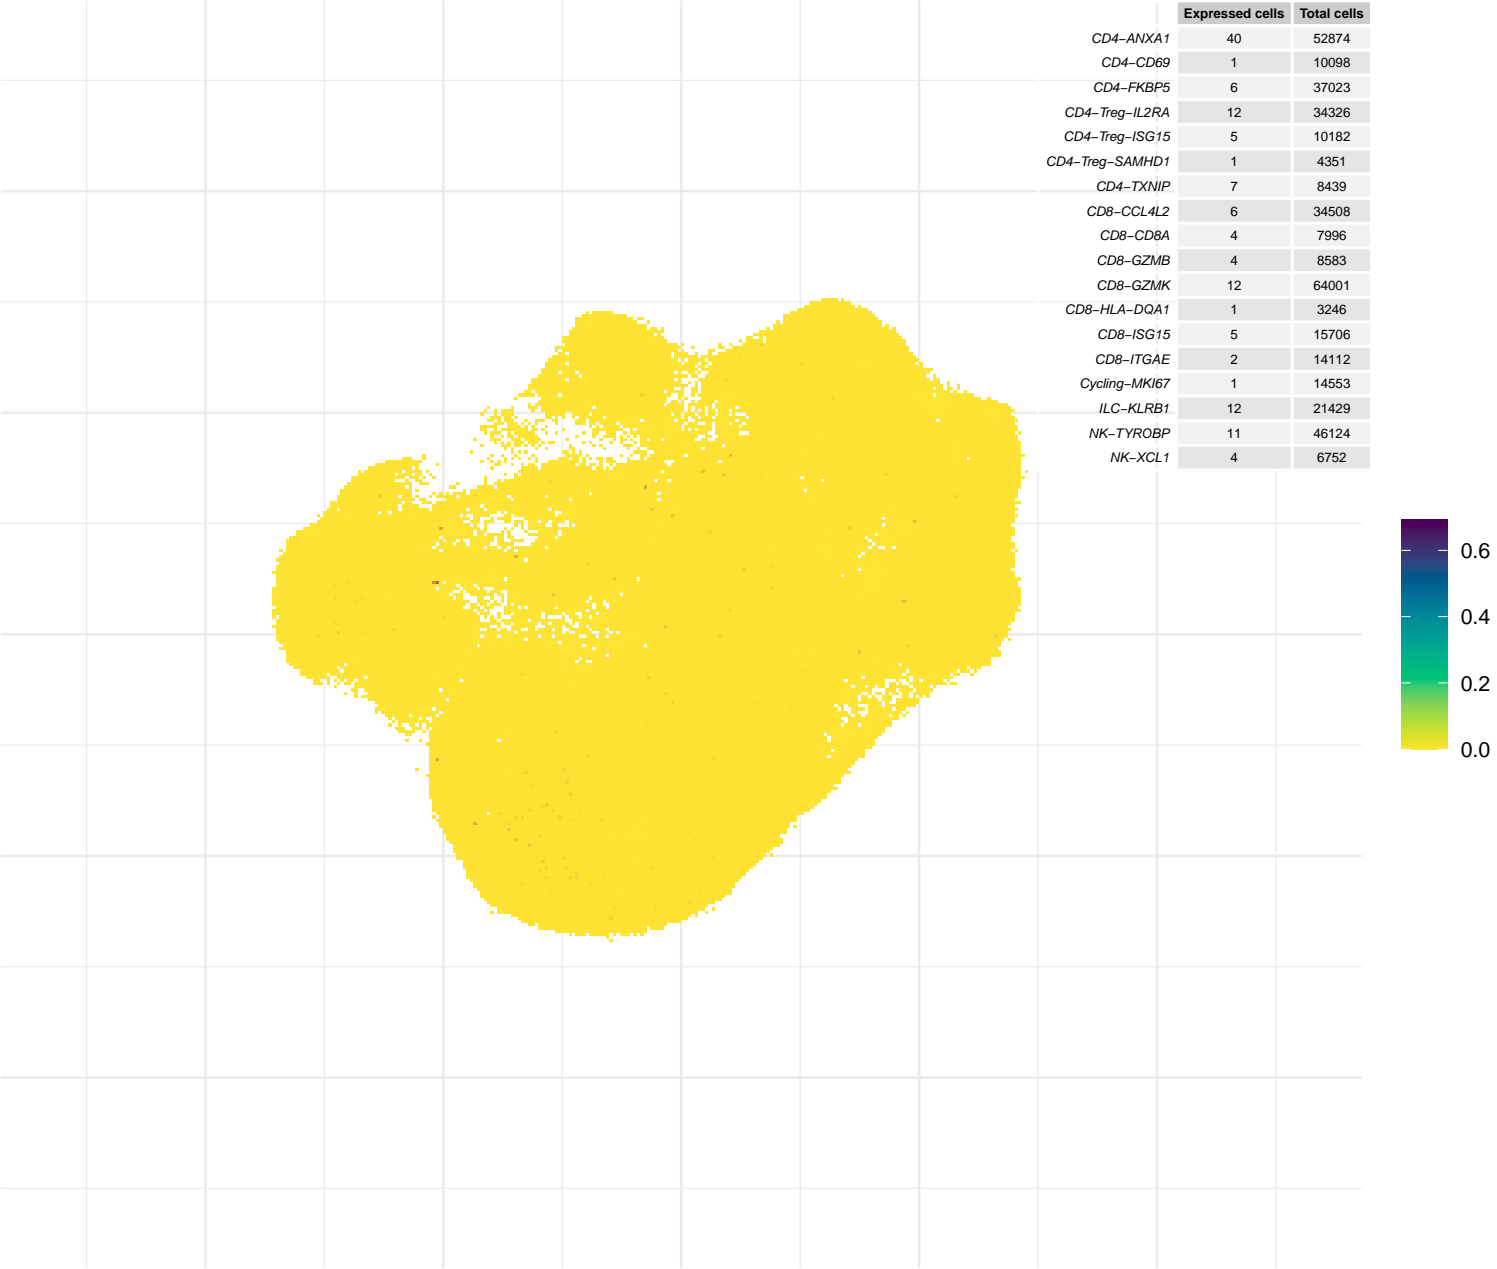 Expressed cells Total cells
CD4−ANXA1 40 52874
CD4−CD69 1 10098
CD4−FKBP5 6 37023
CD4−Treg−IL2RA 12 34326
CD4−Treg−ISG15 5 10182
CD4−Treg−SAMHD1 1 4351
CD4−TXNIP 7 8439
CD8−CCL4L2 6 34508
CD8−CD8A 4 7996
CD8−GZMB 4 8583
CD8−GZMK 12 64001
CD8−HLA−DQA1 1 3246
CD8−ISG15 5 15706
CD8−ITGAE 2 14112
Cycling−MKI67 1 14553
ILC−KLRB1 12 21429
NK−TYROBP 11 46124
NK−XCL1 4 6752
0.6
0.4
0.2
0.0